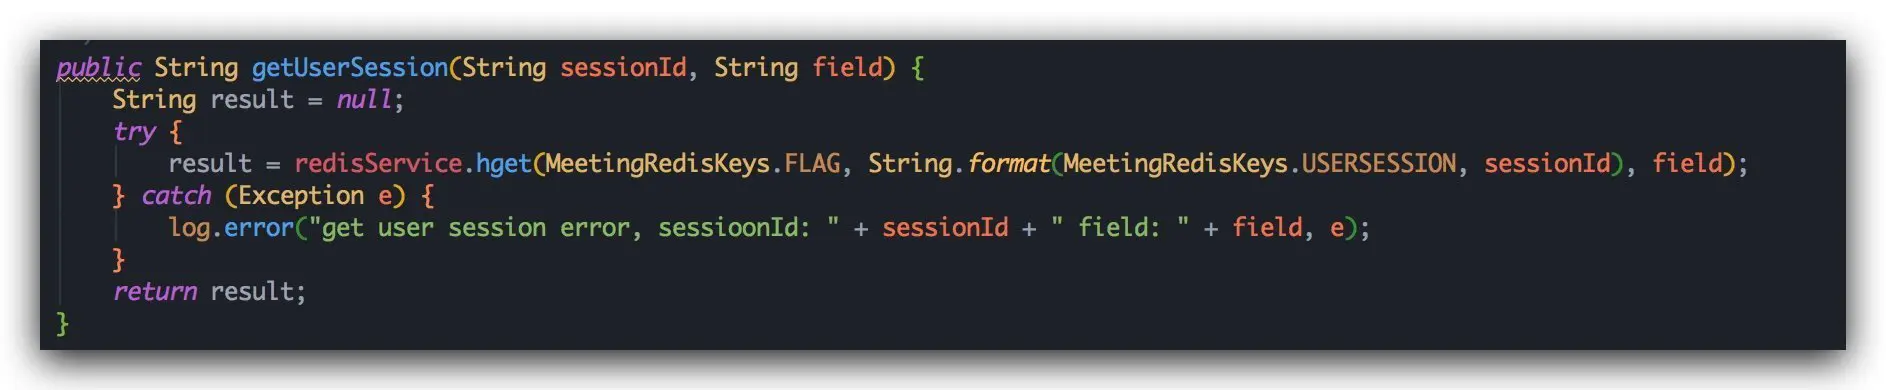 public String getUserSession(String sessionId, String field) {
    String result = null;
    try {
        result = redisService.hget(MeetingRedisKeys.FLAG, String.format(MeetingRedisKeys.USERSESSION, sessionId), field);
    } catch (Exception e) {
        log.error("get user session error, sessioonId: " + sessionId + " field: " + field, e);
    }
    return result;
}